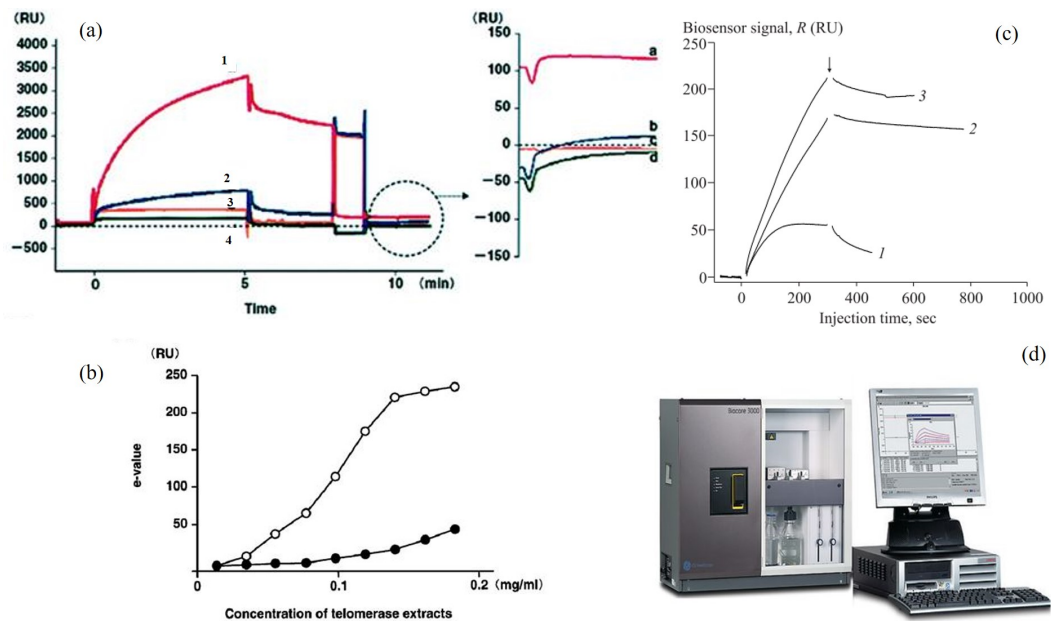 (RU)
(a)
4000
3500
3000
2500
2000
1500
1000
500
0
−500
1
2
3
4
0
5
10
(min)
Time
(RU)
150
100
50
0
−50
−100
−150
a
b
c
d
Biosensor signal, R (RU)
(c)
250
200
150
100
50
0
3
2
1
0
200
400
600
800
1000
Injection time, sec
(RU)
(b)
250
200
150
100
50
e-value
0
0.1
0.2
(mg/ml)
Concentration of telomerase extracts
(d)
Biacore 3000